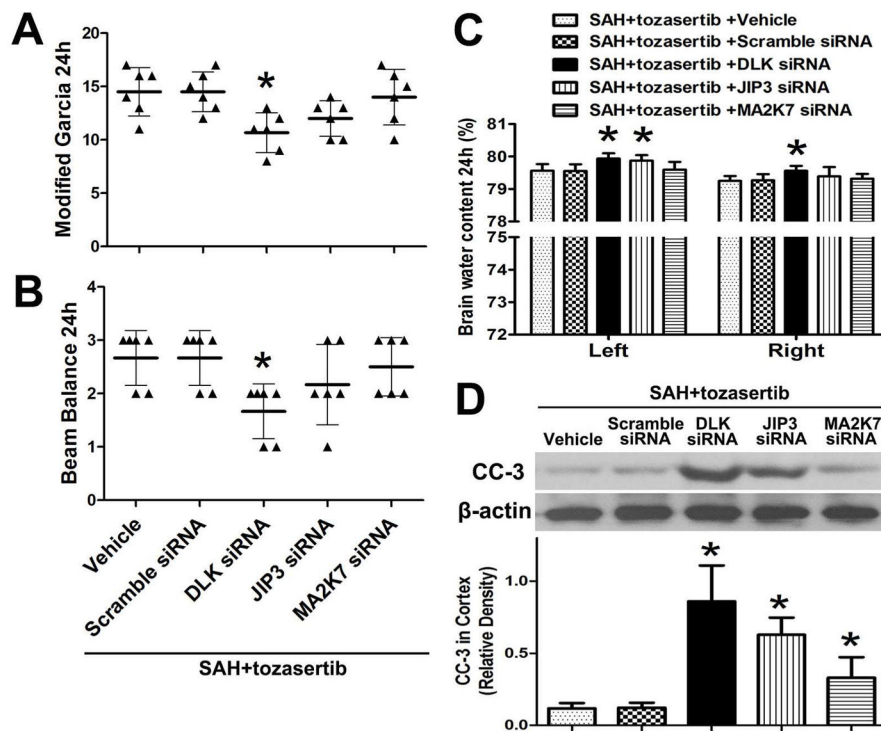 A
Modified Garcia 24h
20
15
10
5
0
*
B
Beam Balance 24h
3
2
1
0
*
Vehicle
Scramble siRNA
DLK siRNA
JIP3 siRNA
MA2K7 siRNA
SAH+tozasertib
C
SAH+tozasertib +Vehicle
SAH+tozasertib +Scramble siRNA
SAH+tozasertib +DLK siRNA
SAH+tozasertib +JIP3 siRNA
SAH+tozasertib +MA2K7 siRNA
Brain water content 24h (%)
81
80
79
78
76
74
72
* * *
Left Right
D
SAH+tozasertib
Vehicle
Scramble
siRNA
DLK
siRNA
JIP3
siRNA
MA2K7
siRNA
CC-3
β-actin
CC-3 in Cortex
(Relative Density)
1.0
0.5
0.0
* * *